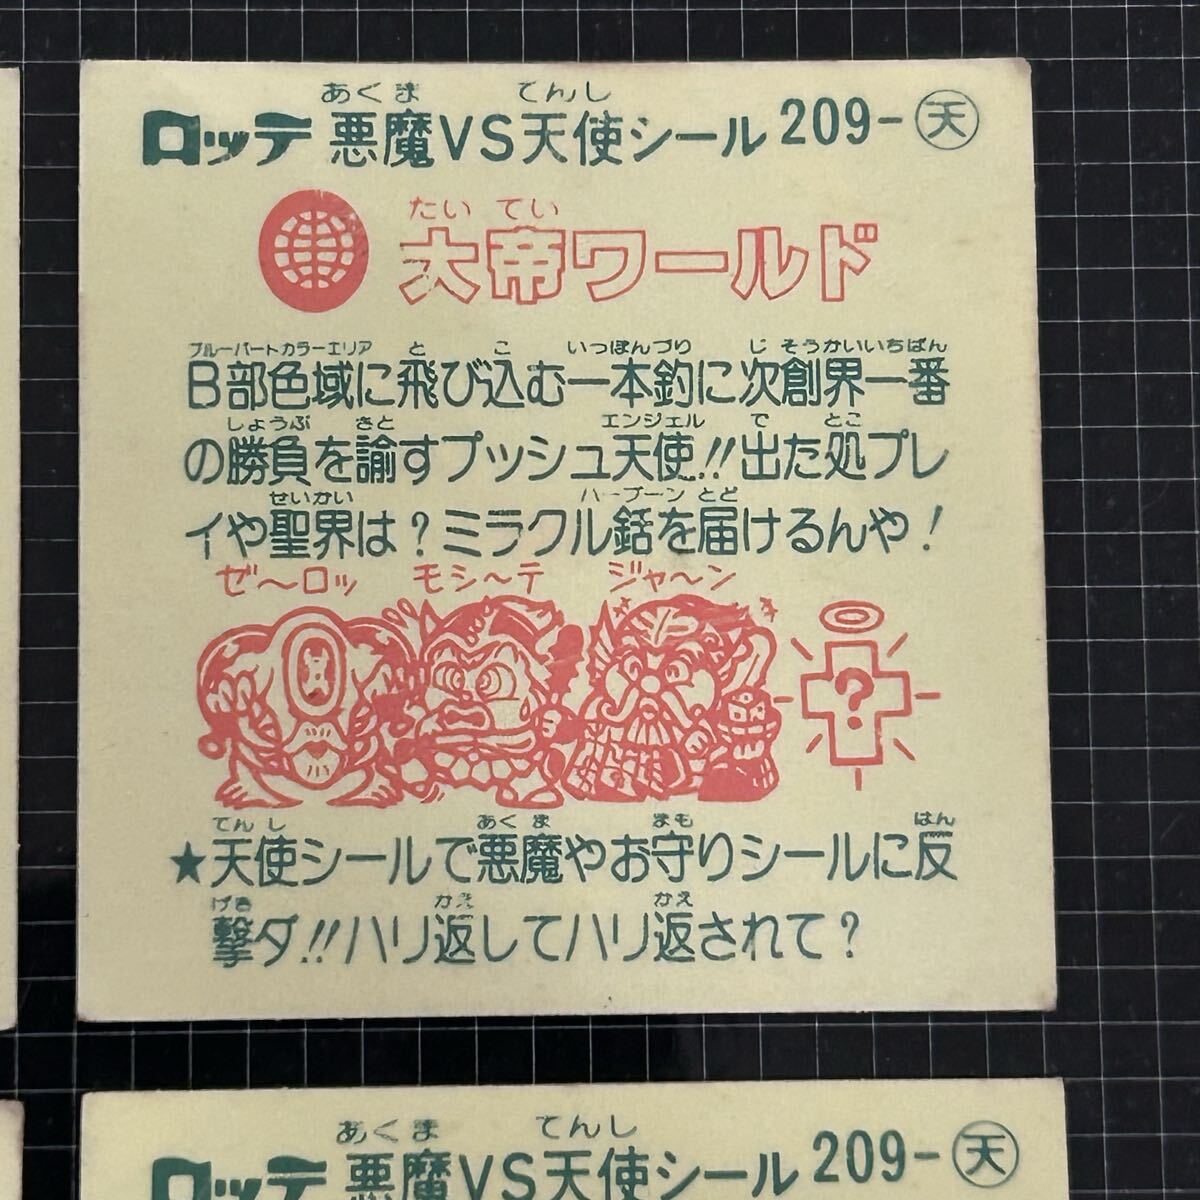 あくま てんし
ロッテ 悪魔VS天使シール 209-天
たいてい
大帝ワールド
ブルーパートカラーエリア と こ いっぽんづり じ そうかいいちばん
B部色域に飛び込む一本釣に次創界一番
しょうぶ さと エンジェル で とこ
の勝負を諭すプッシュ天使!!出た処プレ
せいかい ハープーン とど
イや聖界は?ミラクル銛を届けるんや!
ゼ〜ロッ モシ〜テ ジャ〜ン
?
てんし あくま まも はん
★天使シールで悪魔やお守りシールに反
げき かえ かえ
撃ダ!!ハリ返してハリ返されて?
あくま てんし
ロッテ 悪魔VS天使シール 209-天